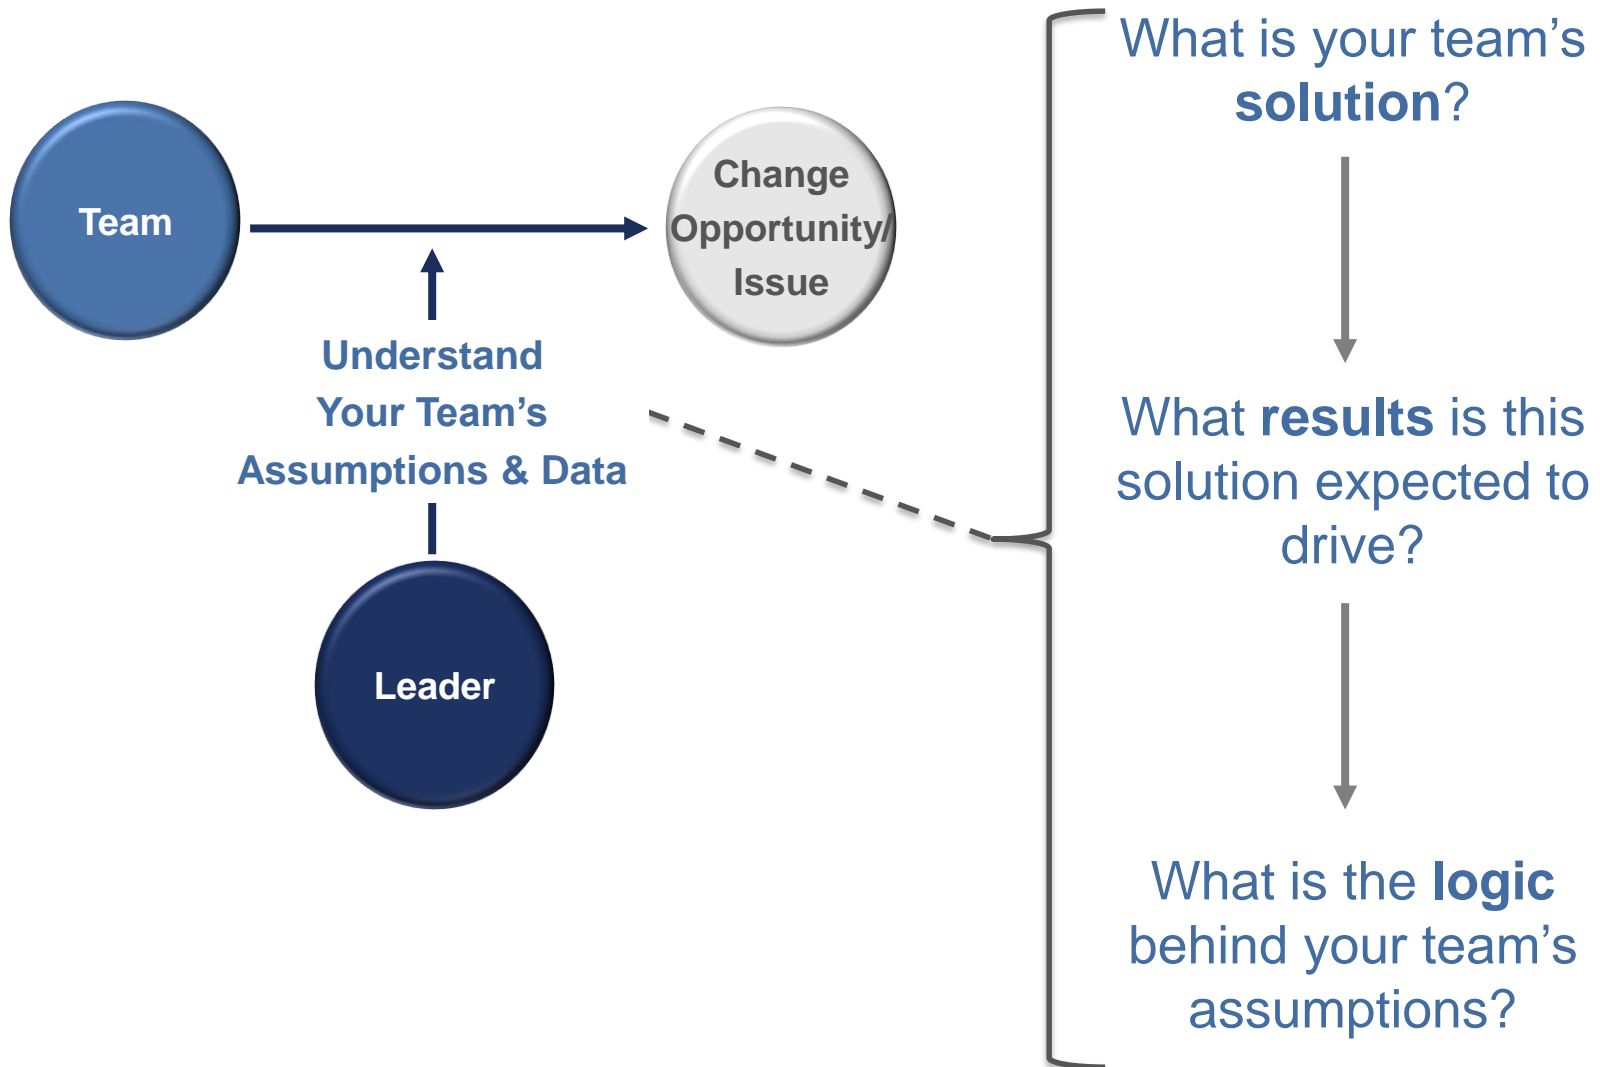 Team
Change
Opportunity/
Issue
Understand
Your Team’s
Assumptions & Data
Leader
What is your team’s
solution?
What results is this
solution expected to
drive?
What is the logic
behind your team’s
assumptions?